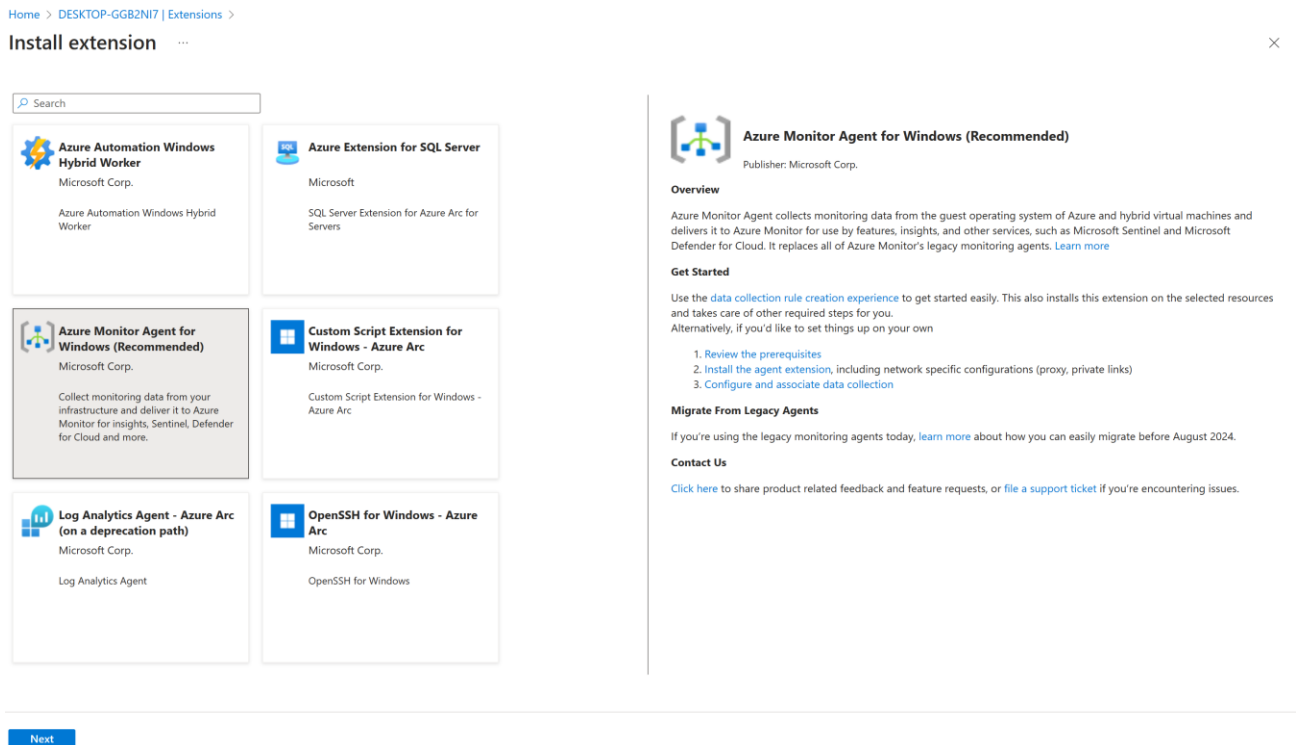 Home > DESKTOP-GGB2NI7 | Extensions >
Install extension ...
Search
Azure Automation Windows
Hybrid Worker
Microsoft Corp.
Azure Automation Windows Hybrid
Worker
SQL
Azure Extension for SQL Server
Microsoft
SQL Server Extension for Azure Arc for
Servers
Azure Monitor Agent for
Windows (Recommended)
Microsoft Corp.
Collect monitoring data from your
infrastructure and deliver it to Azure
Monitor for insights, Sentinel, Defender
for Cloud and more.
Custom Script Extension for
Windows - Azure Arc
Microsoft Corp.
Custom Script Extension for Windows -
Azure Arc
Log Analytics Agent - Azure Arc
(on a deprecation path)
Microsoft Corp.
Log Analytics Agent
OpenSSH for Windows - Azure
Arc
Microsoft Corp.
OpenSSH for Windows
Azure Monitor Agent for Windows (Recommended)
Publisher: Microsoft Corp.
Overview
Azure Monitor Agent collects monitoring data from the guest operating system of Azure and hybrid virtual machines and
delivers it to Azure Monitor for use by features, insights, and other services, such as Microsoft Sentinel and Microsoft
Defender for Cloud. It replaces all of Azure Monitor's legacy monitoring agents. Learn more
Get Started
Use the data collection rule creation experience to get started easily. This also installs this extension on the selected resources
and takes care of other required steps for you.
Alternatively, if you'd like to set things up on your own
1. Review the prerequisites
2. Install the agent extension, including network specific configurations (proxy, private links)
3. Configure and associate data collection
Migrate From Legacy Agents
If you're using the legacy monitoring agents today, learn more about how you can easily migrate before August 2024.
Contact Us
Click here to share product related feedback and feature requests, or file a support ticket if you're encountering issues.
Next